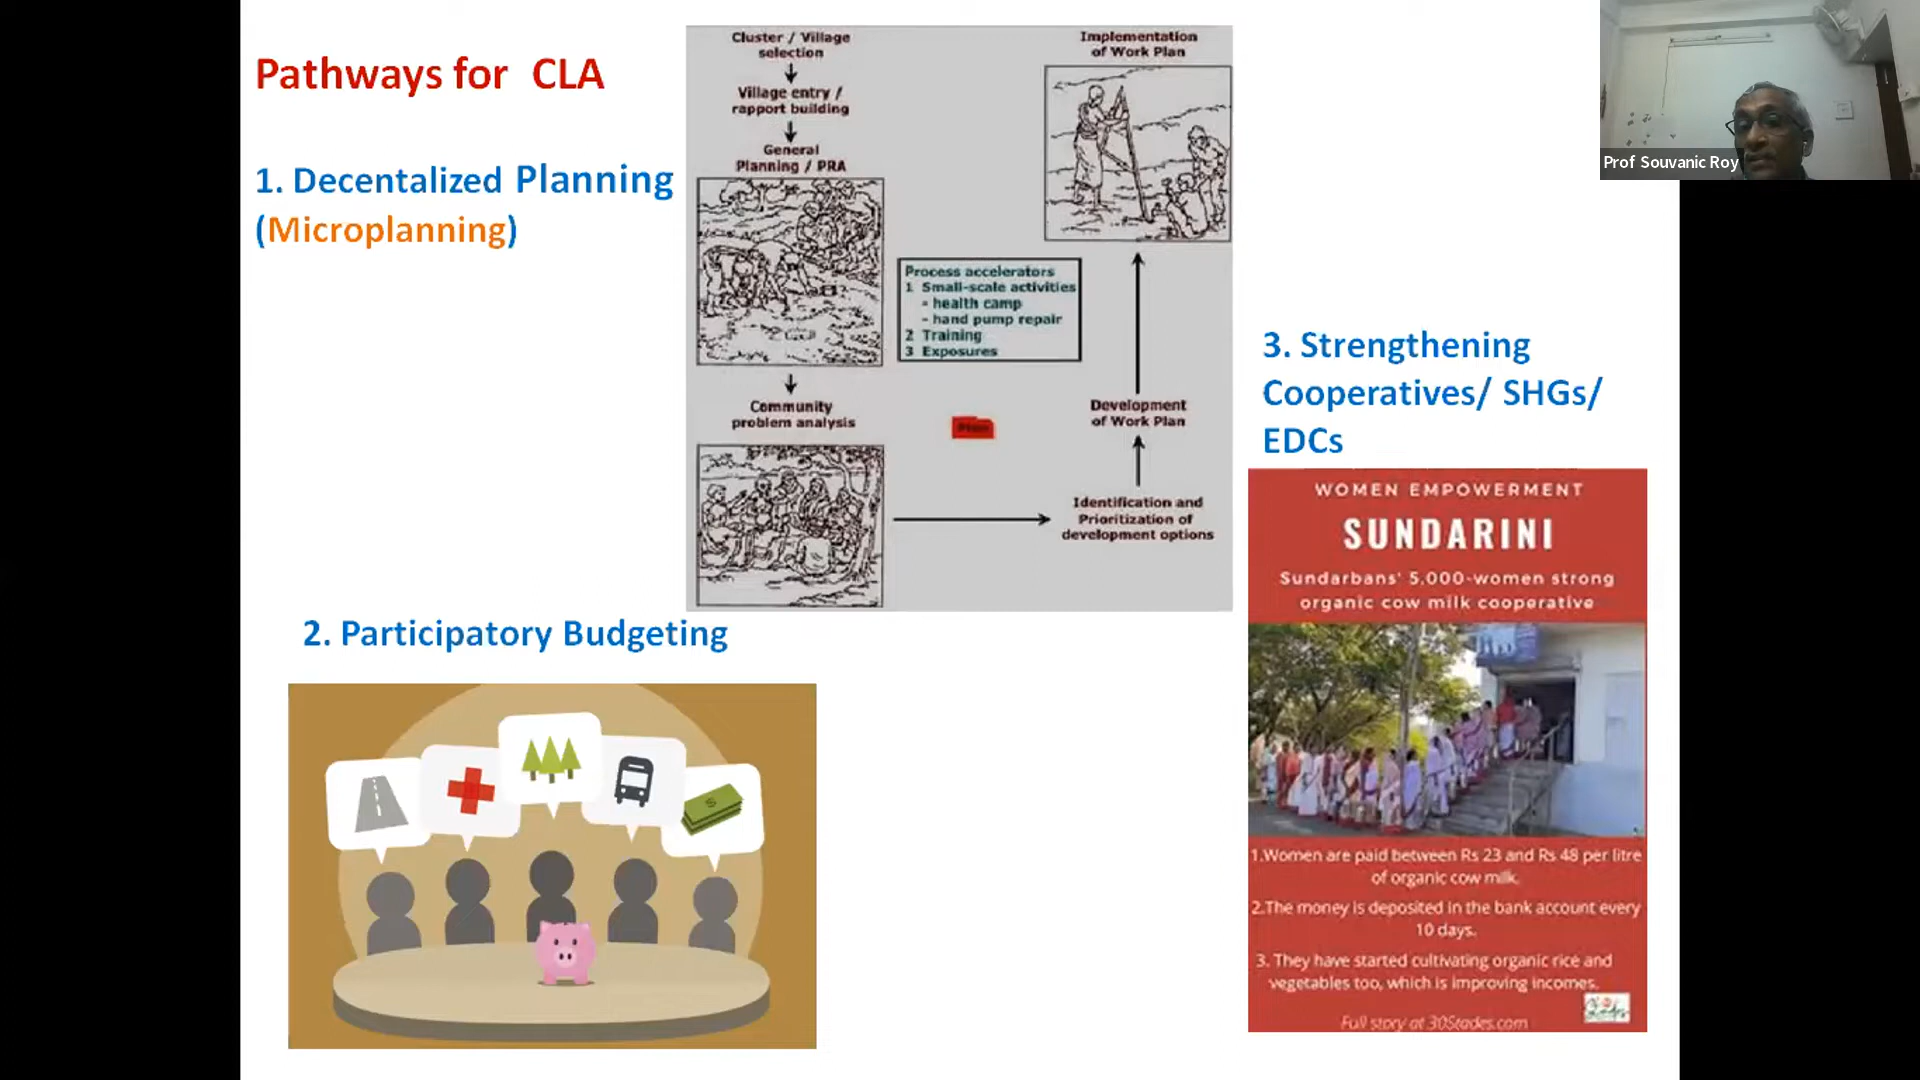 Pathways for CLA
1. Decentalized Planning
(Microplanning)
Cluster / Village
selection
Village entry /
rapport building
General
Planning / PRA
Community
problem analysis
Process accelerators
1 Small-scale activities
- health camp
- hand pump repair
2 Training
3 Exposures
Implementation
of Work Plan
Development
of Work Plan
Identification and
Prioritization of
development options
2. Participatory Budgeting
3. Strengthening
Cooperatives/ SHGs/
EDCs
WOMEN EMPOWERMENT
SUNDARINI
Sundarbans' 5,000-women strong
organic cow milk cooperative
1.Women are paid between Rs 23 and Rs 48 per litre
of organic cow milk.
2.The money is deposited in the bank account every
10 days.
3. They have started cultivating organic rice and
vegetables too, which is improving incomes.
Full story at 30Stades.com
Prof Souvanic Roy